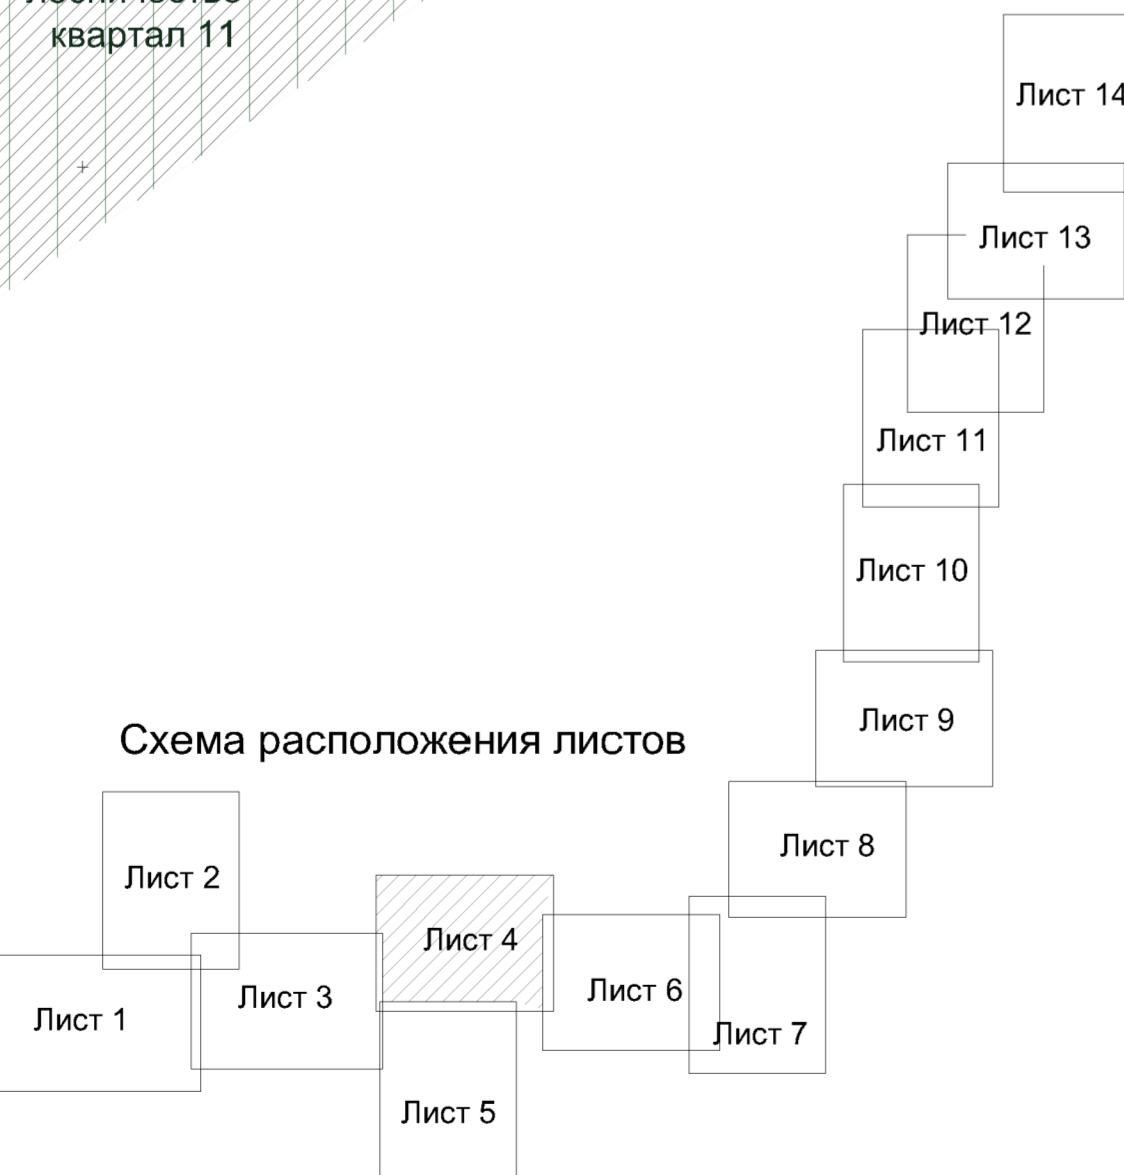 квартал 11
Лист 14
Лист 13
Лист 12
Лист 11
Лист 10
Лист 9
Схема расположения листов
Лист 8
Лист 2
Лист 4
Лист 6
Лист 3
Лист 1
Лист 7
Лист 5